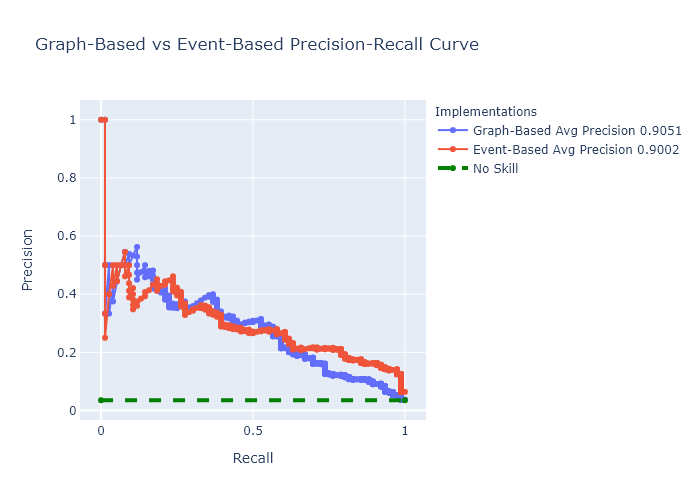 Graph-Based vs Event-Based Precision-Recall Curve
Implementations
Graph-Based Avg Precision 0.9051
Event-Based Avg Precision 0.9002
No Skill
Precision
1
0.8
0.6
0.4
0.2
0
0
0.5
1
Recall